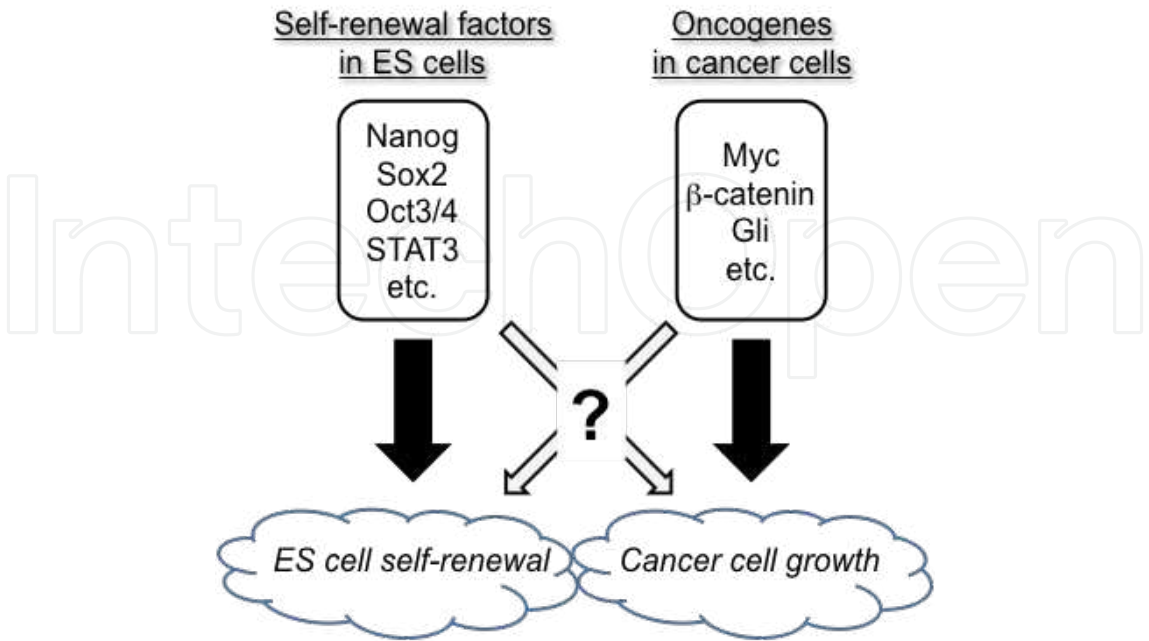 Self-renewal factors
in ES cells
Oncogenes
in cancer cells
Nanog
Sox2
Oct3/4
STAT3
etc.
Myc
β-catenin
Gli
etc.
IntechOpen
?
ES cell self-renewal
Cancer cell growth